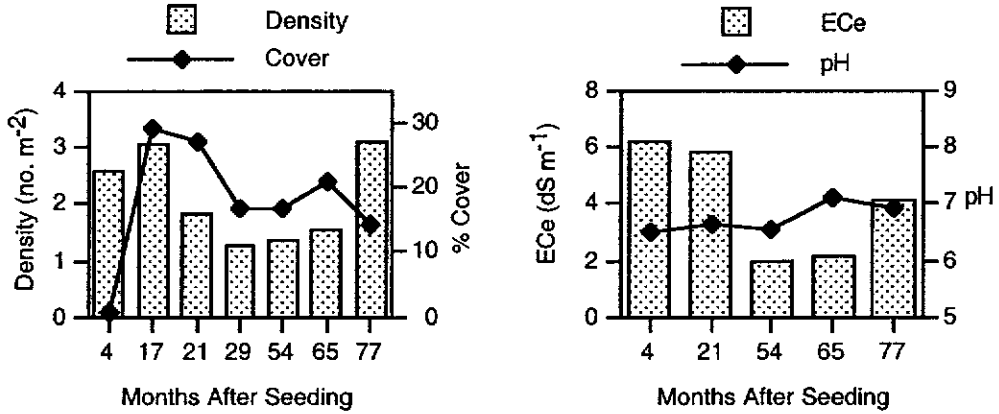 Density
Cover
4
3
2
1
0
Density (no. m⁻²)
30
20
10
0
% Cover
4 17 21 29 54 65 77
Months After Seeding
ECe
pH
8
6
4
2
0
ECe (dS m⁻¹)
9
8
7
6
5
pH
4 21 54 65 77
Months After Seeding